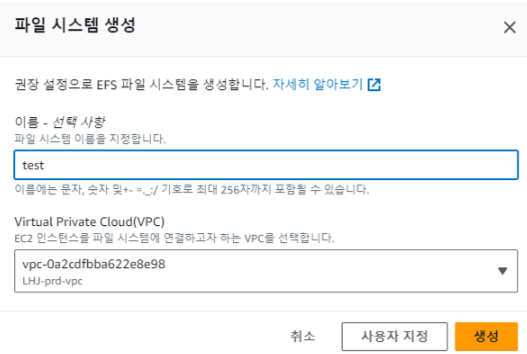 파일 시스템 생성
권장 설정으로 EFS 파일 시스템을 생성합니다. 자세히 알아보기
이름 - 선택 사항
파일 시스템 이름을 지정합니다.
test
이름에는 문자, 숫자 및+- =._:/ 기호로 최대 256자까지 포함될 수 있습니다.
Virtual Private Cloud(VPC)
EC2 인스턴스를 파일 시스템에 연결하고자 하는 VPC를 선택합니다.
vpc-0a2cdfbba622e8e98
LHJ-prd-vpc
취소 사용자 지정 생성